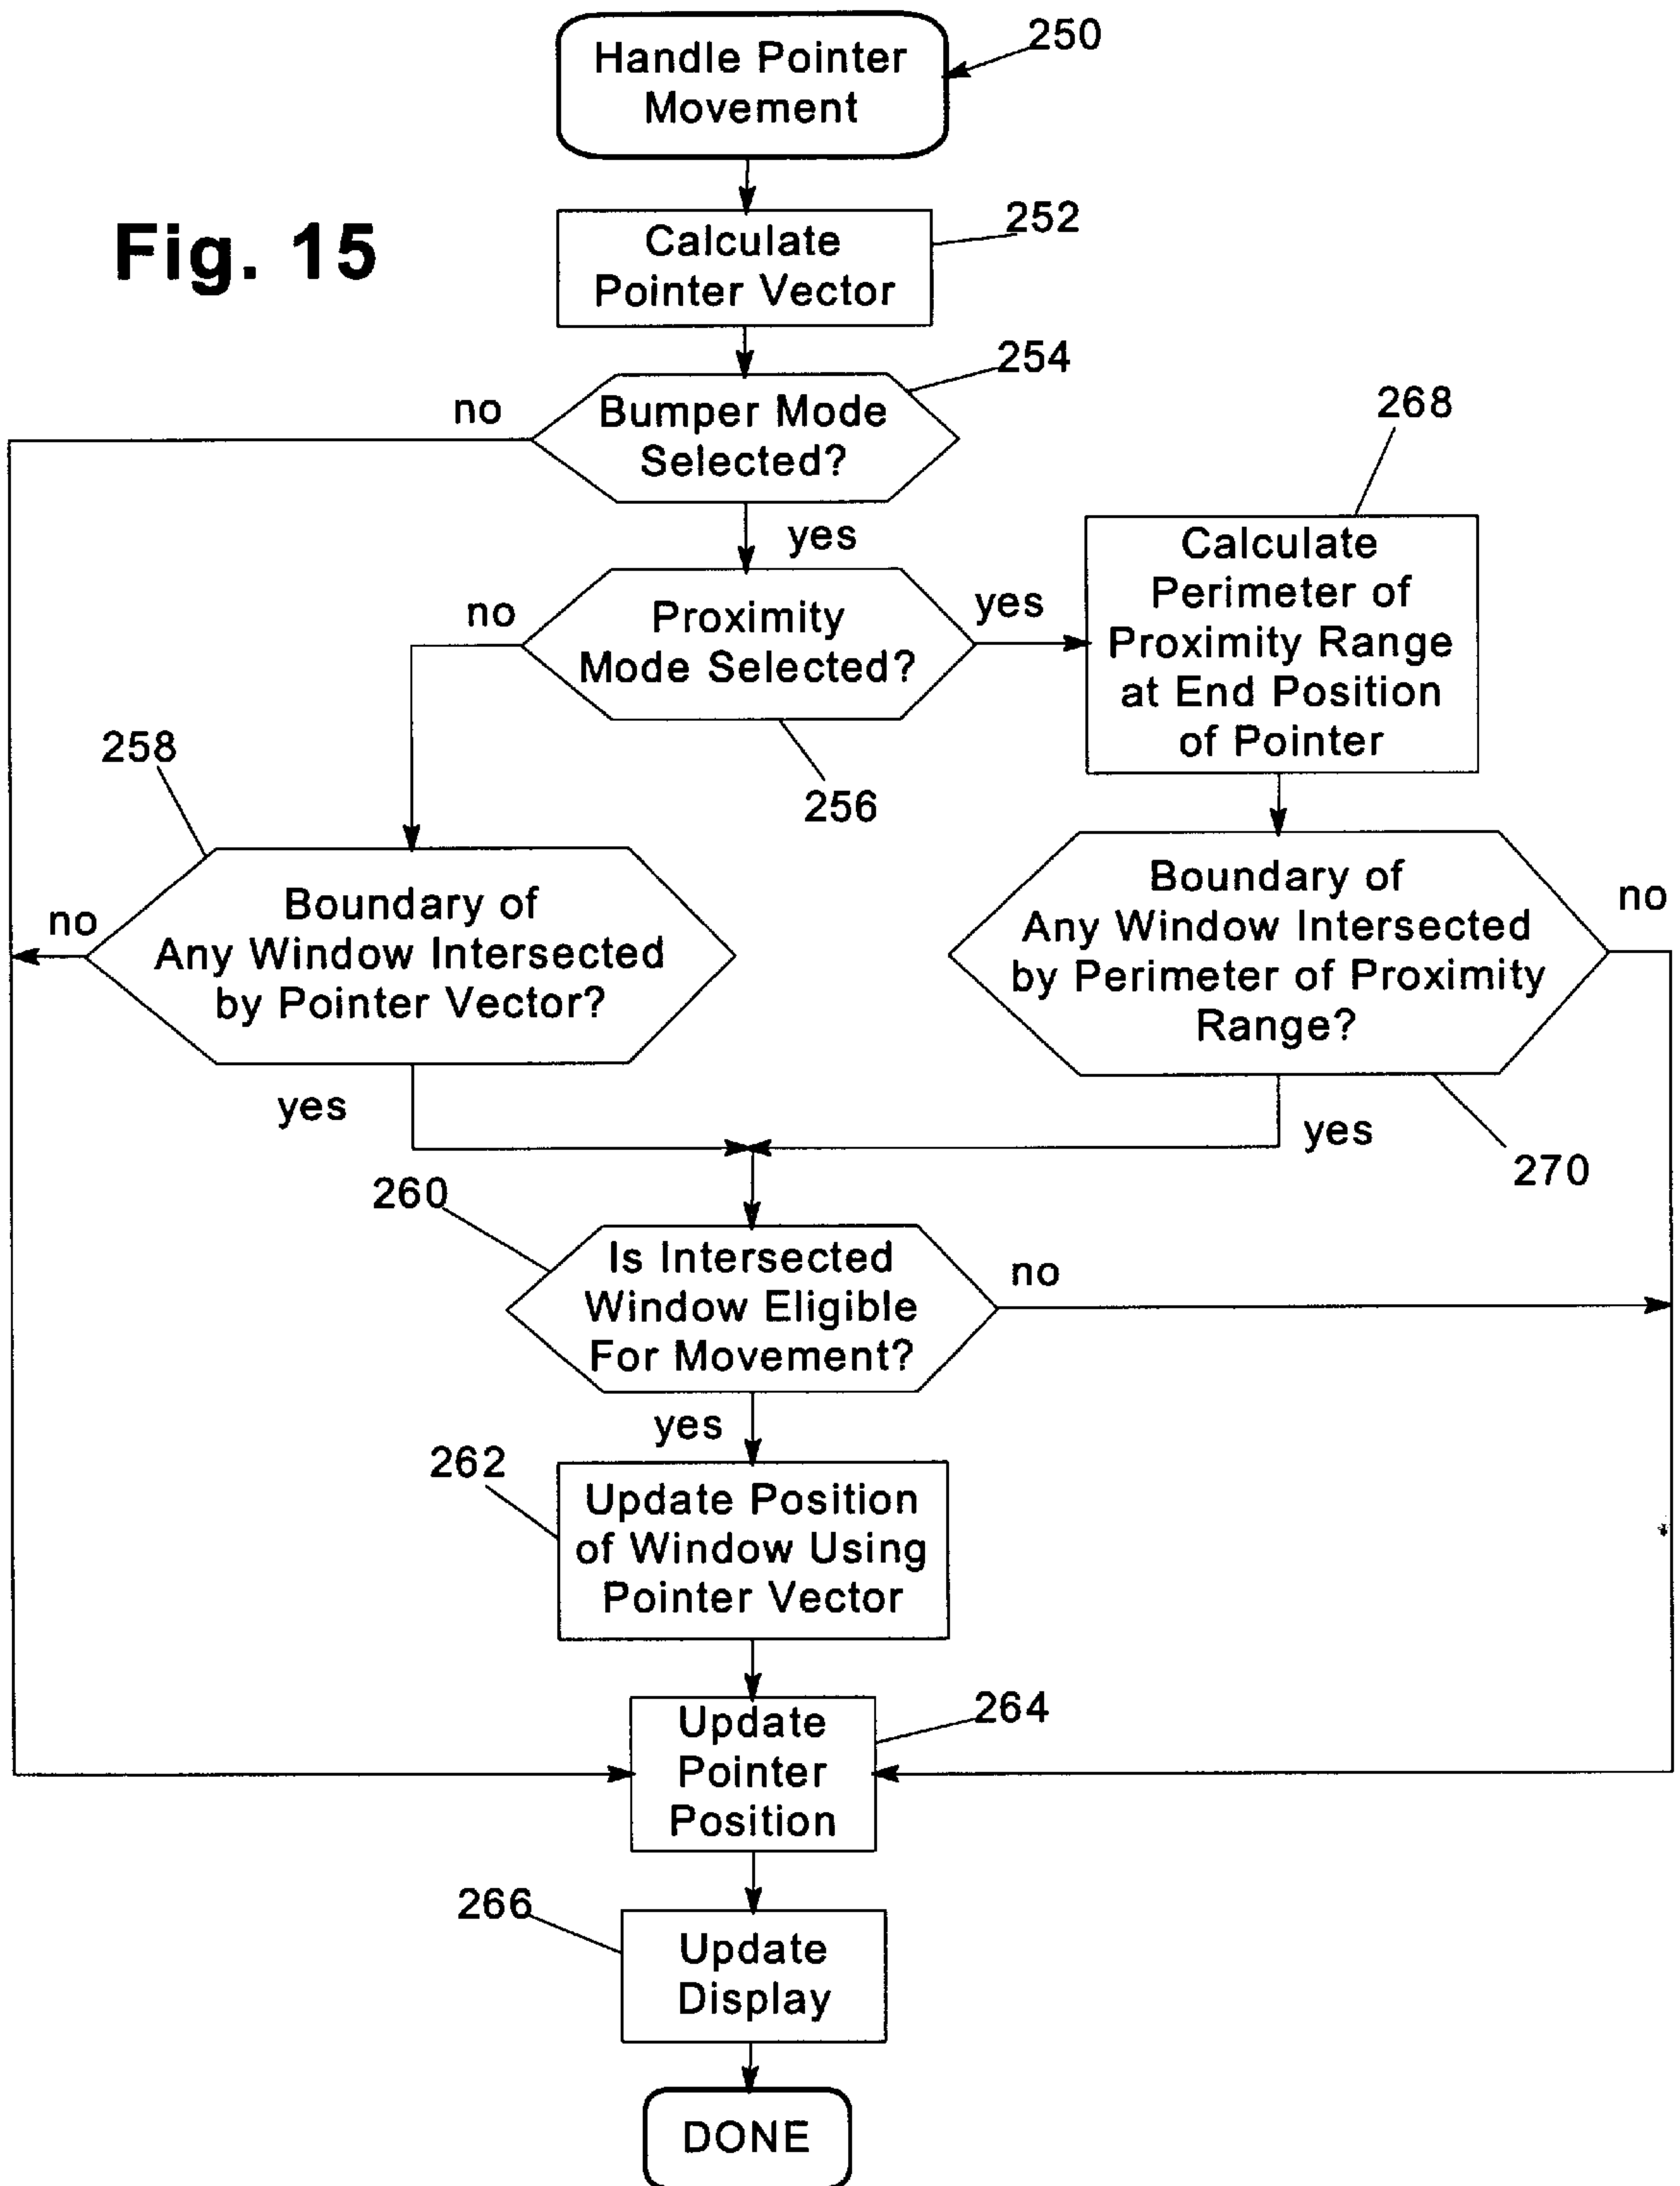 Handle Pointer
Movement
250
Fig. 15
Calculate
Pointer Vector
252
Bumper Mode
Selected?
254
no
yes
Proximity
Mode Selected?
256
no
yes
Calculate
Perimeter of
Proximity Range
at End Position
of Pointer
268
258
Boundary of
Any Window Intersected
by Pointer Vector?
no
yes
Boundary of
Any Window Intersected
by Perimeter of Proximity
Range?
no
yes
270
260
Is Intersected
Window Eligible
For Movement?
no
yes
262
Update Position
of Window Using
Pointer Vector
Update
Pointer
Position
264
266
Update
Display
DONE